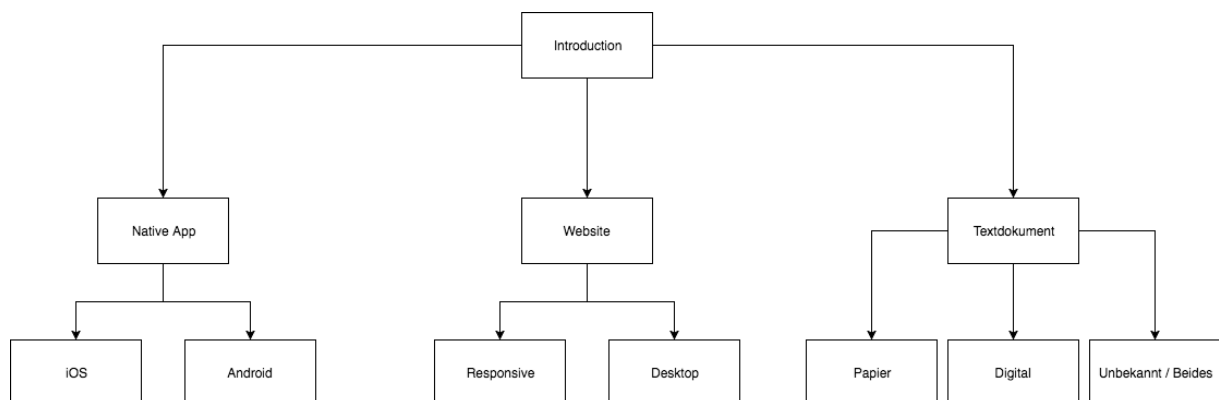 Introduction
Native App
Website
Textdokument
iOS
Android
Responsive
Desktop
Papier
Digital
Unbekannt / Beides